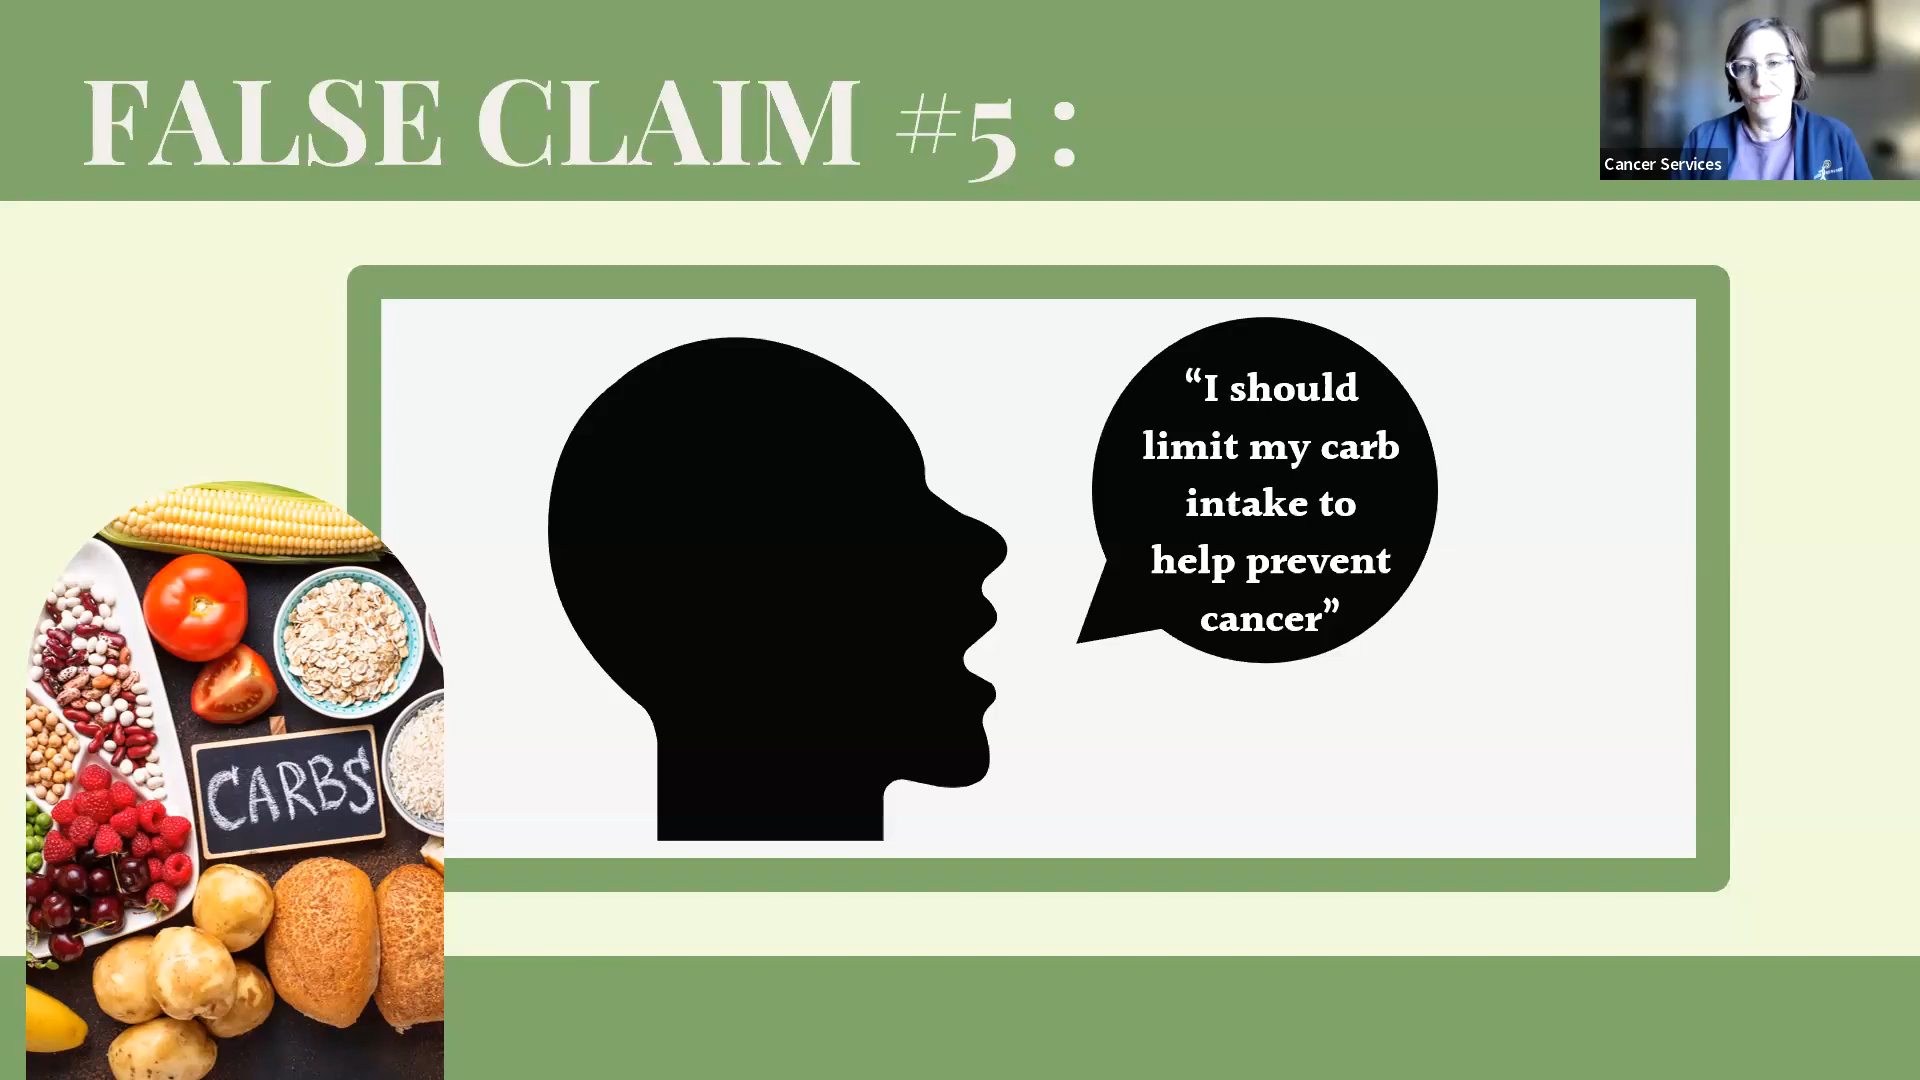 FALSE CLAIM #5 :
Cancer Services
“I should
limit my carb
intake to
help prevent
cancer”
CARBS